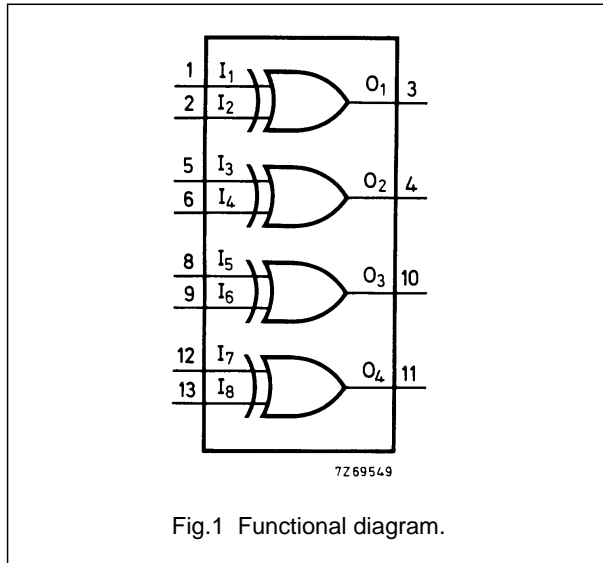 1 I1 O1 3
2 I2
5 I3 O2 4
6 I4
8 I5 O3 10
9 I6
12 I7 O4 11
13 I8
7Z69549
Fig.1 Functional diagram.